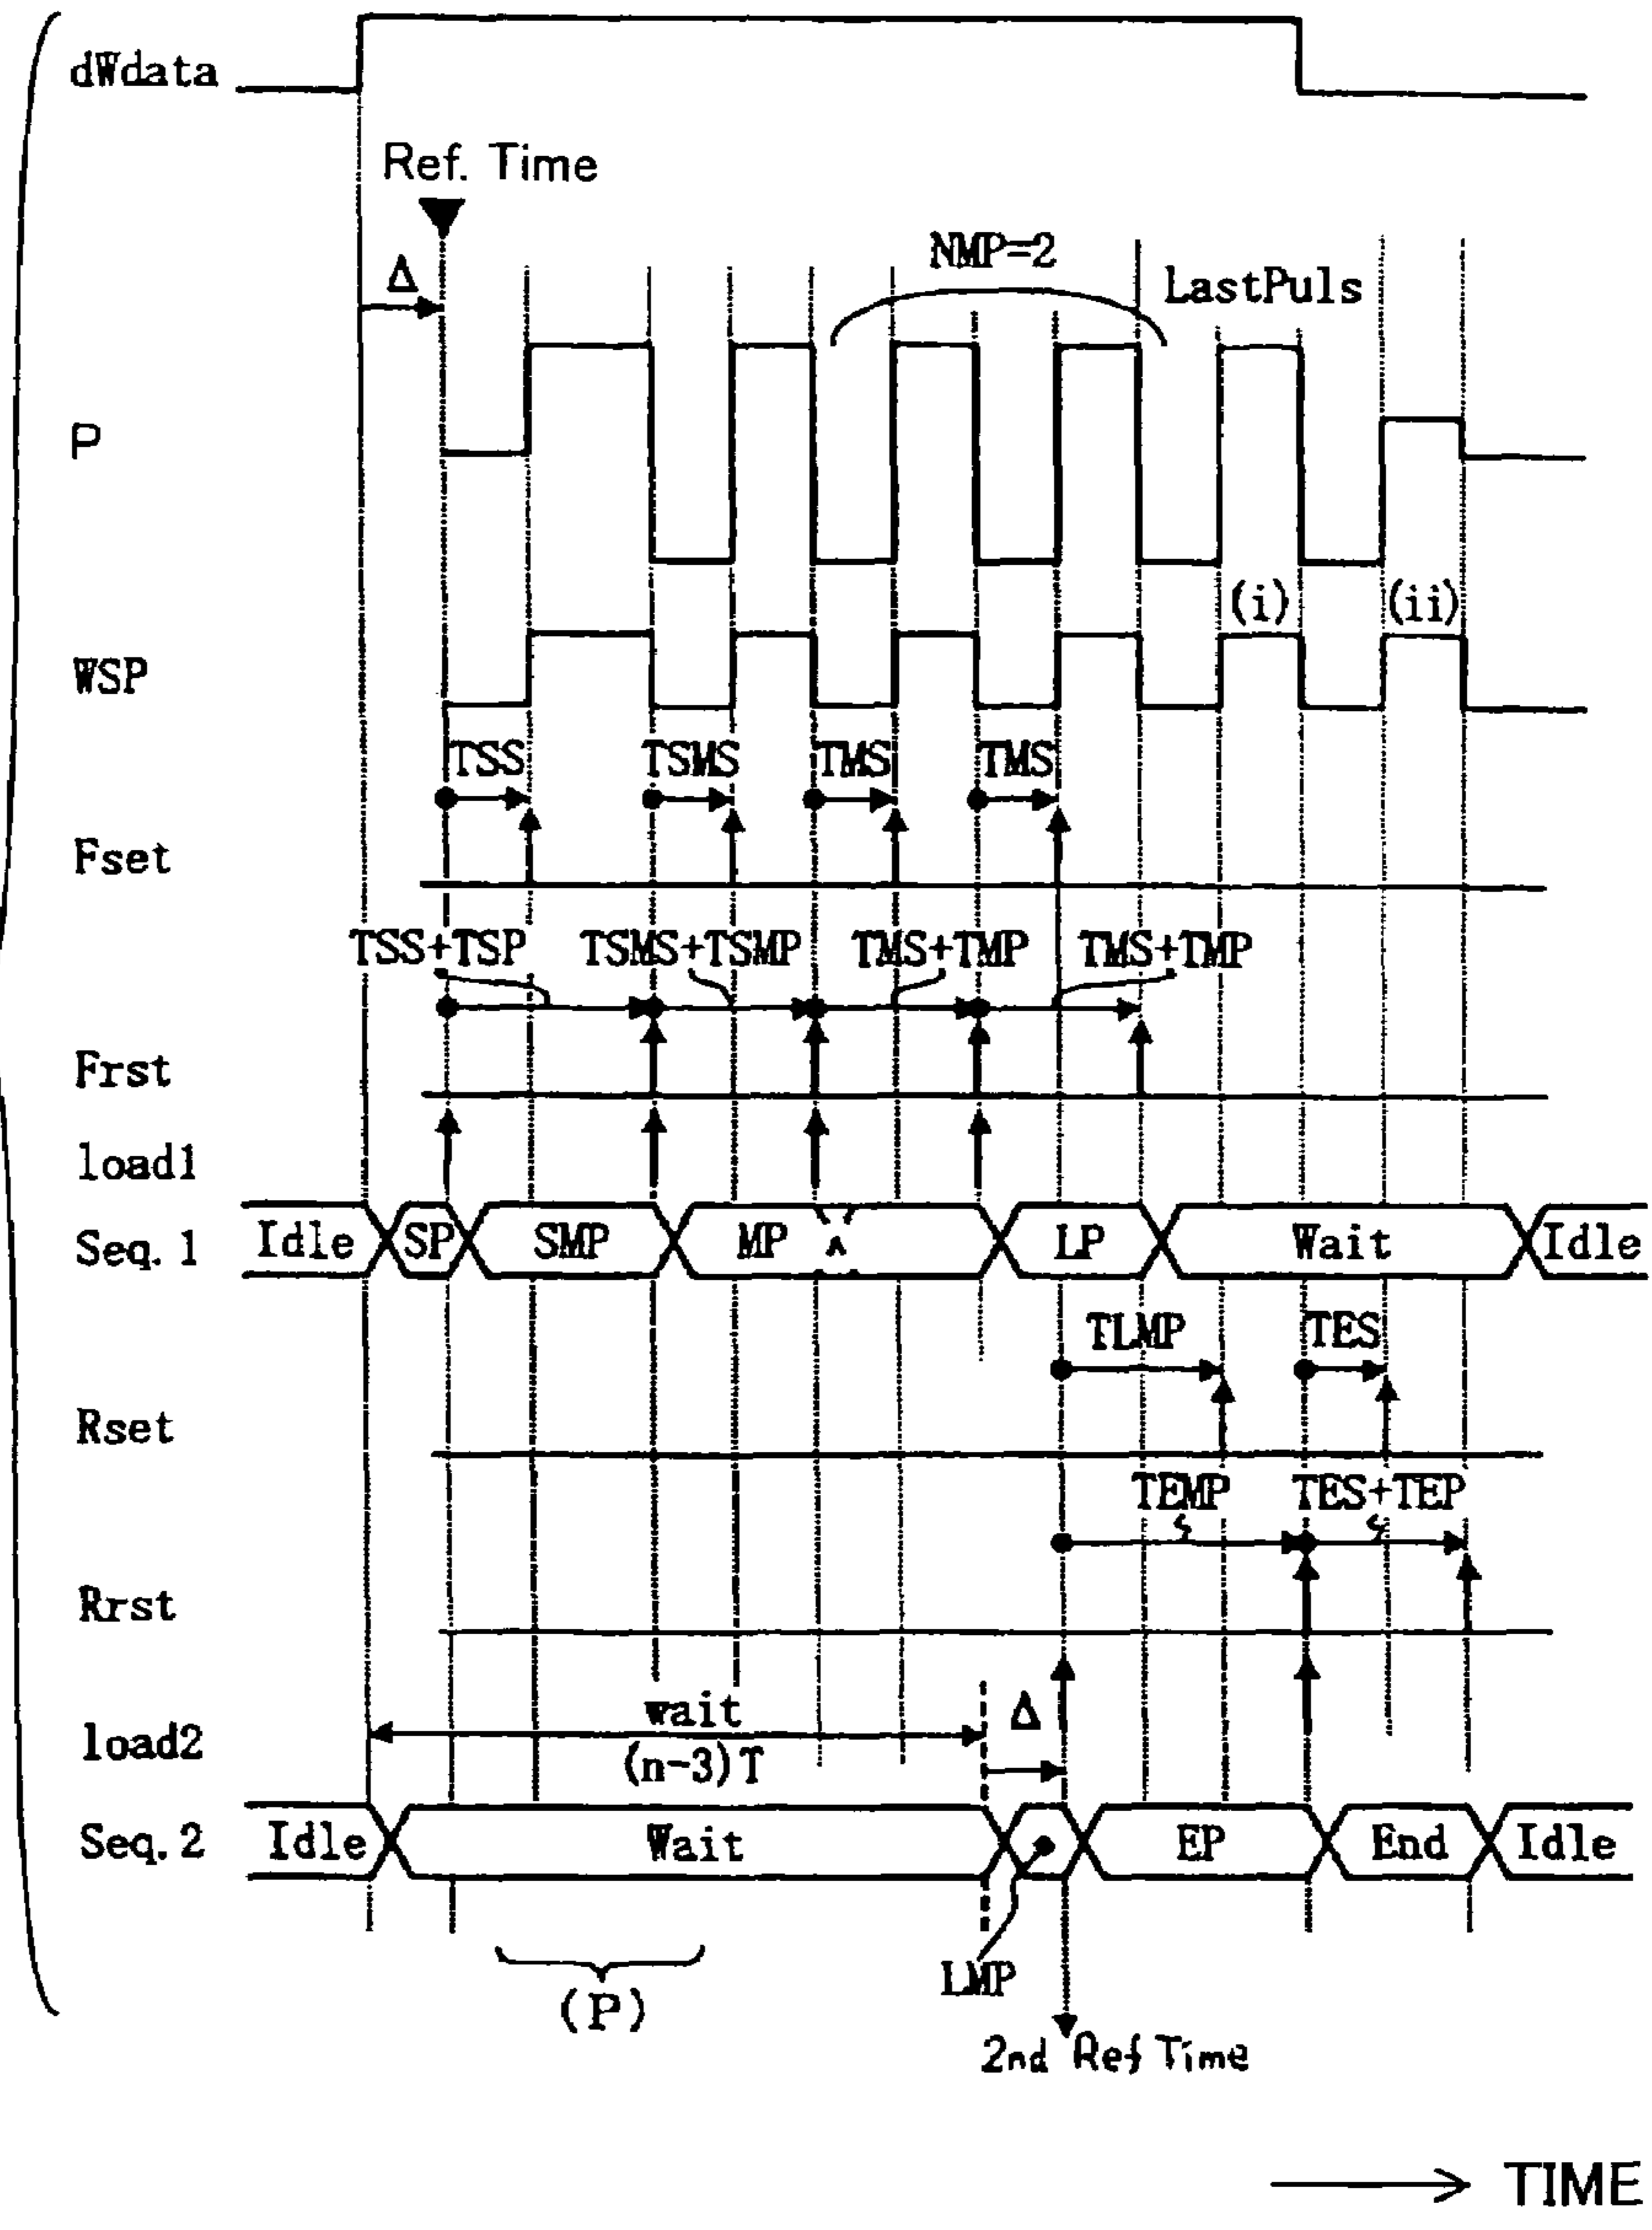 dWdata
Ref. Time
Δ
NMP=2
LastPuls
P
(i) (ii)
WSP
TSS TSMS TMS TMS
Fset
TSS+TSP TSMS+TSMP TMS+TMP TMS+TMP
Frst
load1
Seq.1 Idle SP SMP MP LP Wait Idle
TLMP TES
Rset
TEMP TES+TEP
Rrst
wait Δ
load2 (n-3)T
Seq.2 Idle Wait EP End Idle
LMP
(P)
2nd Ref Time
TIME